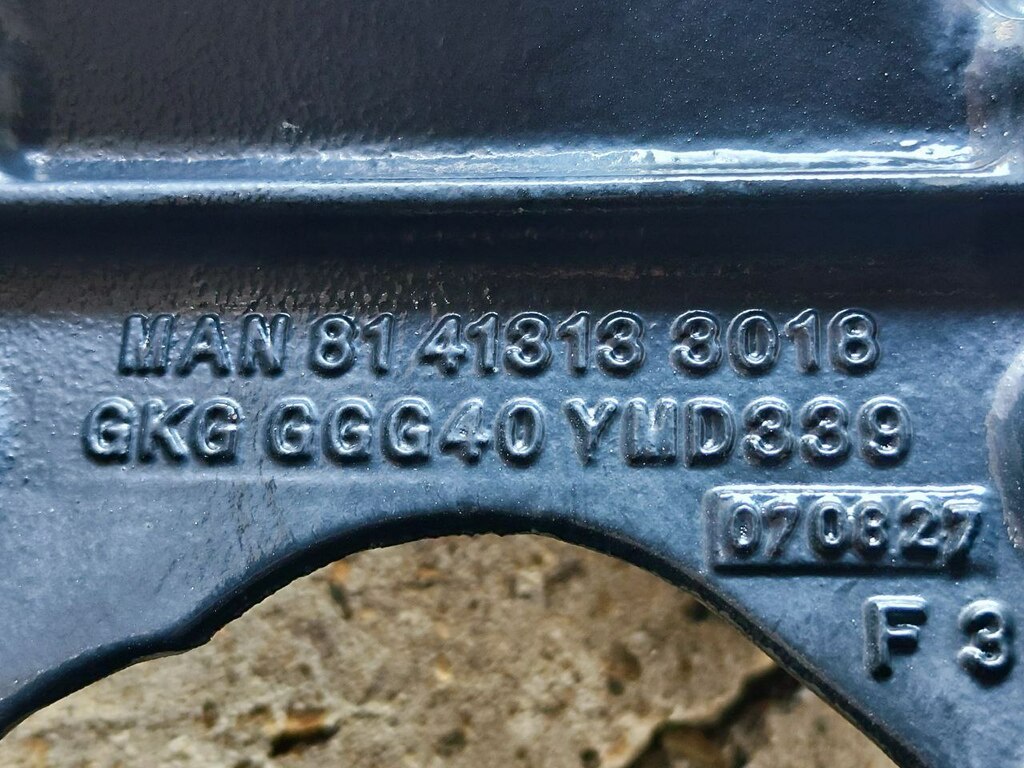 MAN 81 41313 3018
GKG GGG40 YMD339
070827
F 3